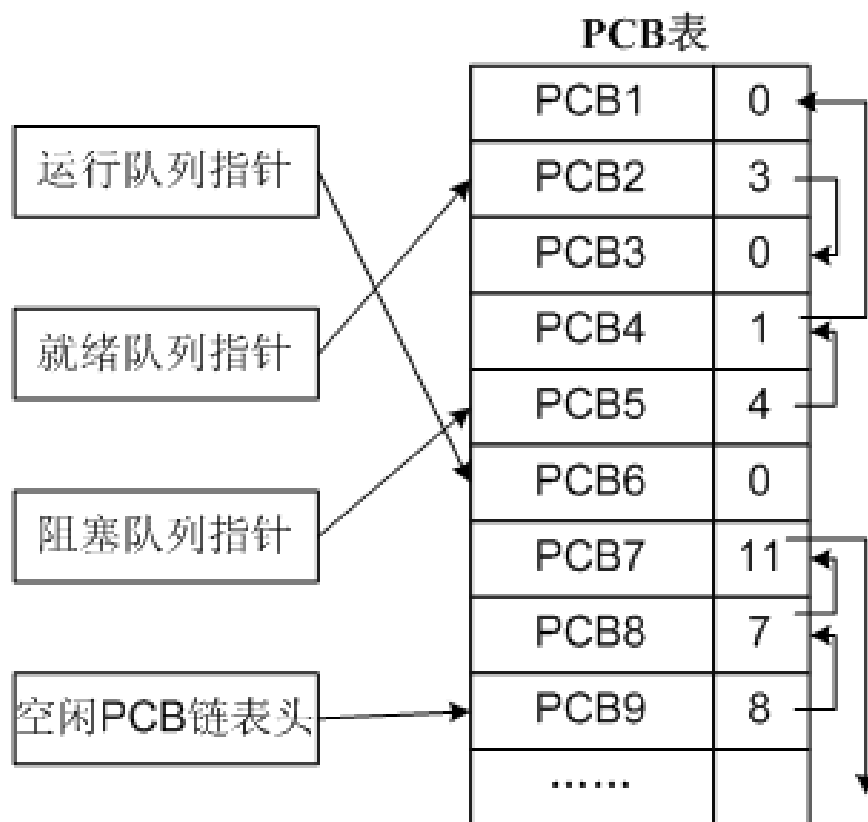 PCB表
运行队列指针
就绪队列指针
阻塞队列指针
空闲PCB链表头
PCB1 0
PCB2 3
PCB3 0
PCB4 1
PCB5 4
PCB6 0
PCB7 11
PCB8 7
PCB9 8
……